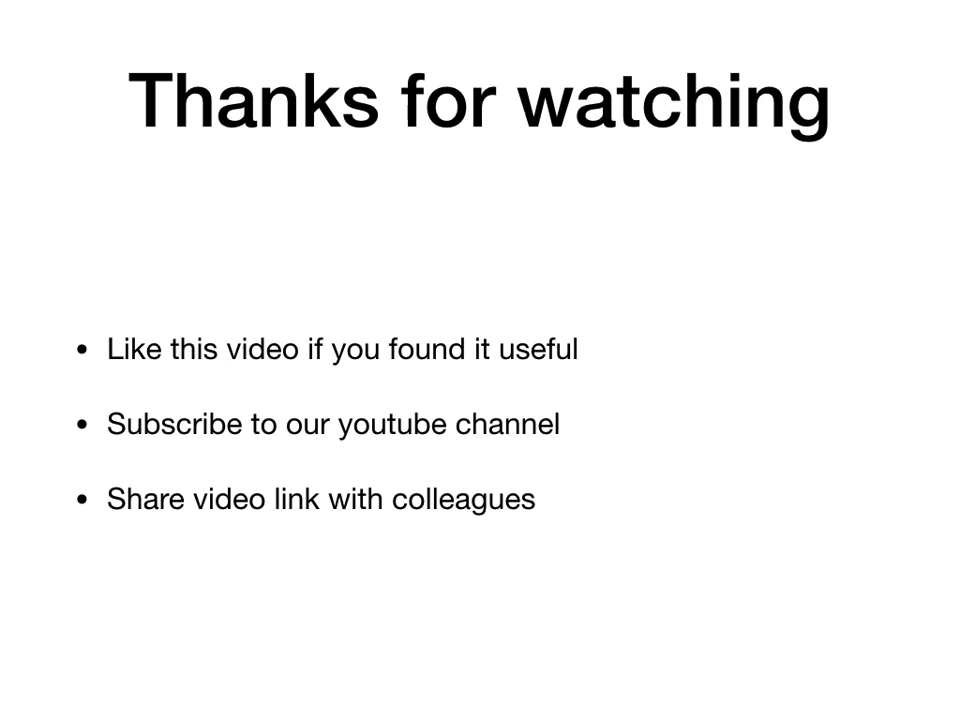 Thanks for watching
• Like this video if you found it useful
• Subscribe to our youtube channel
• Share video link with colleagues